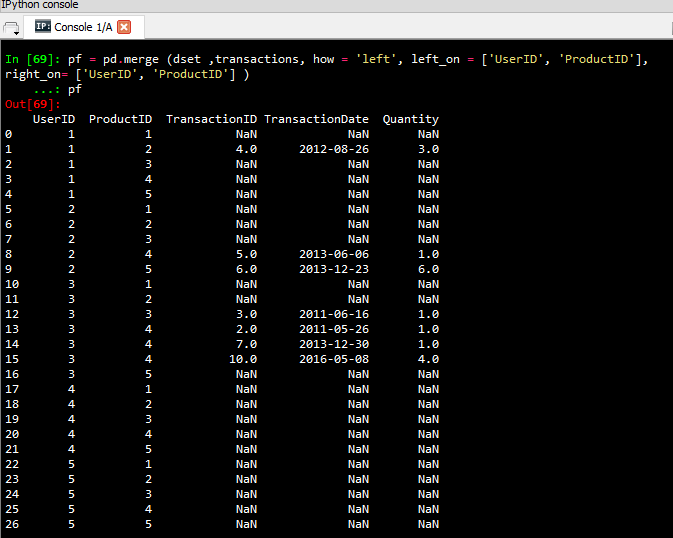 IPython console
IP: Console 1/A
In [69]: pf = pd.merge (dset ,transactions, how = 'left', left_on = ['UserID', 'ProductID'],
right_on= ['UserID', 'ProductID'] )
...: pf
Out[69]:
UserID ProductID TransactionID TransactionDate Quantity
0 1 1 NaN NaN NaN
1 1 2 4.0 2012-08-26 3.0
2 1 3 NaN NaN NaN
3 1 4 NaN NaN NaN
4 1 5 NaN NaN NaN
5 2 1 NaN NaN NaN
6 2 2 NaN NaN NaN
7 2 3 NaN NaN NaN
8 2 4 5.0 2013-06-06 1.0
9 2 5 6.0 2013-12-23 6.0
10 3 1 NaN NaN NaN
11 3 2 NaN NaN NaN
12 3 3 3.0 2011-06-16 1.0
13 3 4 2.0 2011-05-26 1.0
14 3 4 7.0 2013-12-30 1.0
15 3 4 10.0 2016-05-08 4.0
16 3 5 NaN NaN NaN
17 4 1 NaN NaN NaN
18 4 2 NaN NaN NaN
19 4 3 NaN NaN NaN
20 4 4 NaN NaN NaN
21 4 5 NaN NaN NaN
22 5 1 NaN NaN NaN
23 5 2 NaN NaN NaN
24 5 3 NaN NaN NaN
25 5 4 NaN NaN NaN
26 5 5 NaN NaN NaN